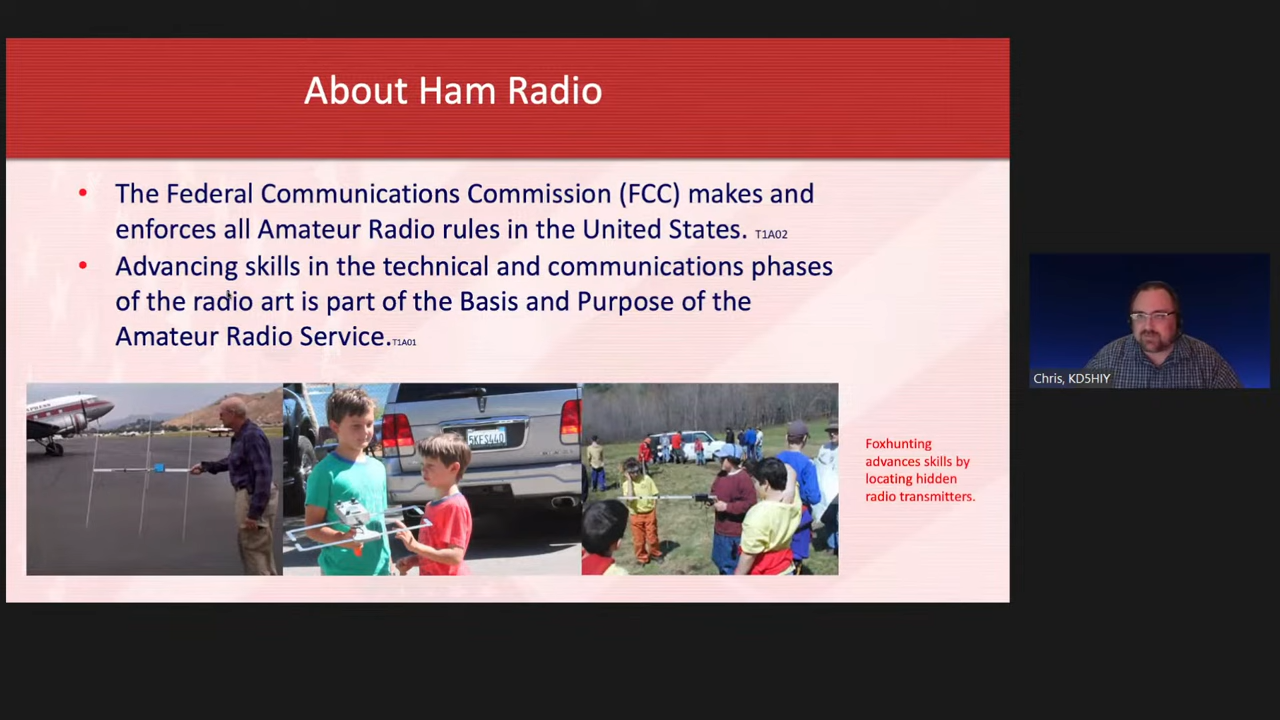 About Ham Radio
• The Federal Communications Commission (FCC) makes and
enforces all Amateur Radio rules in the United States. T1A02
• Advancing skills in the technical and communications phases
of the radio art is part of the Basis and Purpose of the
Amateur Radio Service.T1A01
5KFS440
Foxhunting
advances skills by
locating hidden
radio transmitters.
Chris, KD5HIY